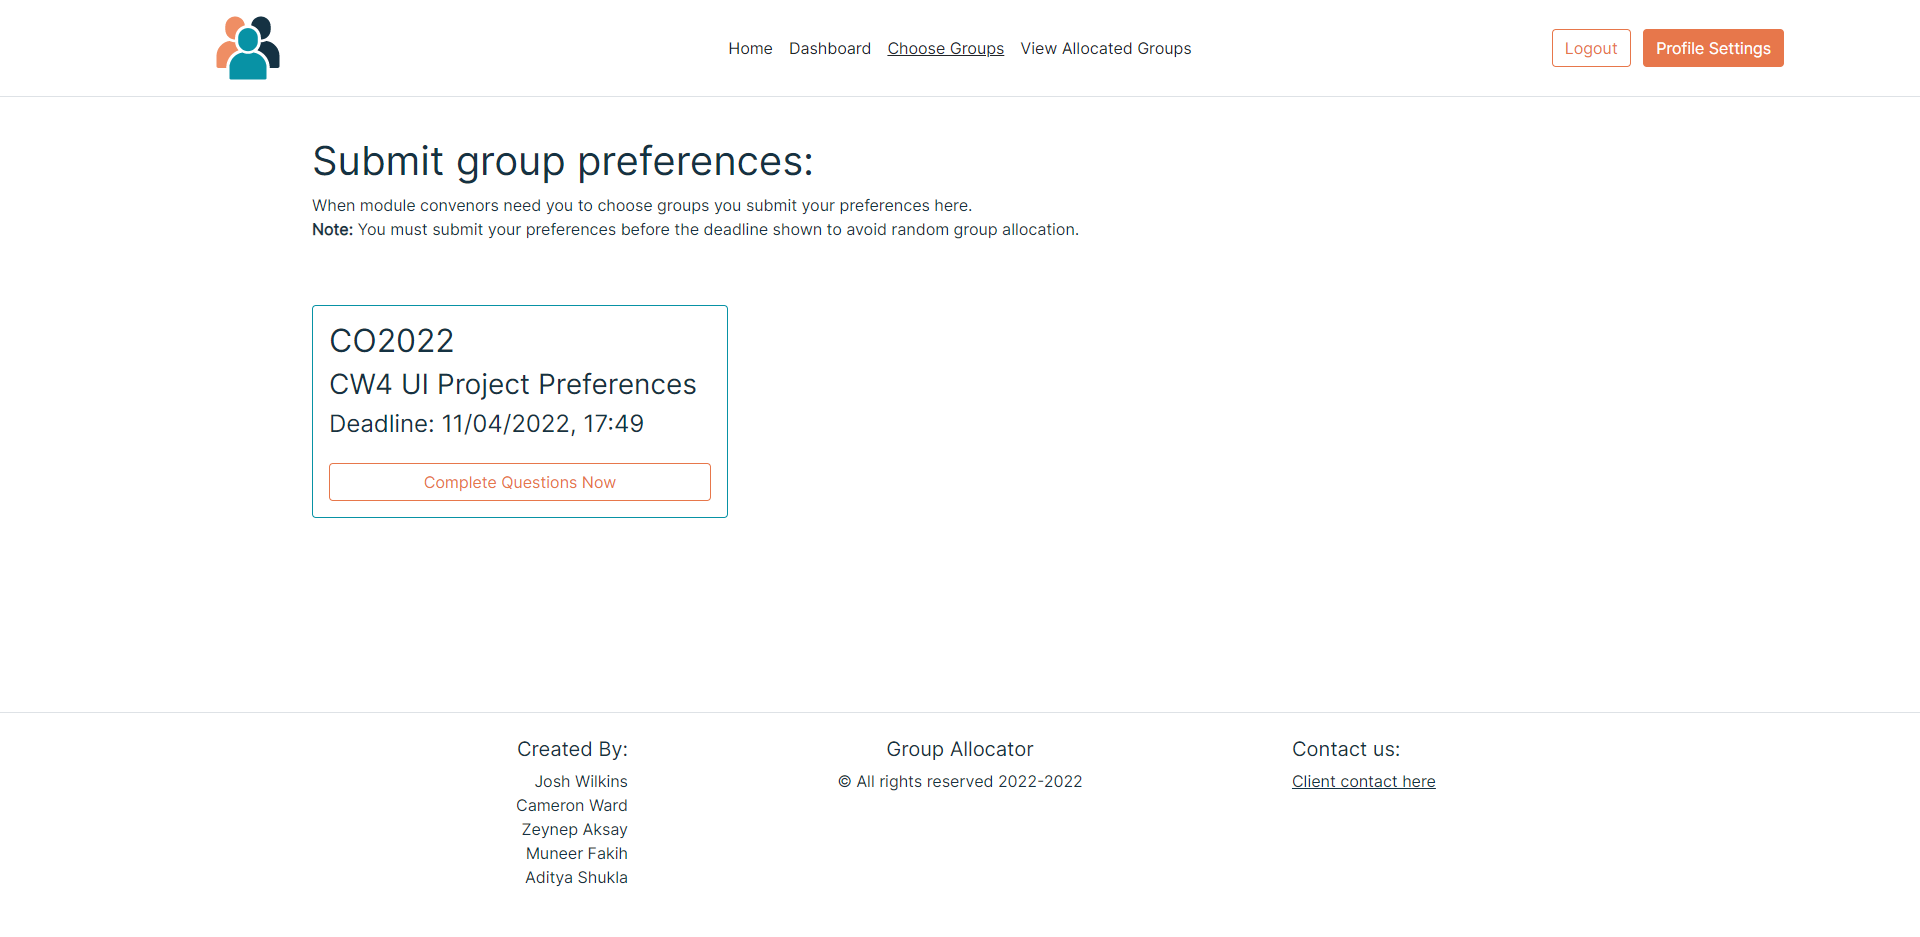 Home Dashboard Choose Groups View Allocated Groups Logout Profile Settings
Submit group preferences:
When module convenors need you to choose groups you submit your preferences here.
Note: You must submit your preferences before the deadline shown to avoid random group allocation.
CO2022
CW4 UI Project Preferences
Deadline: 11/04/2022, 17:49
Complete Questions Now
Created By:
Josh Wilkins
Cameron Ward
Zeynep Aksay
Muneer Fakih
Aditya Shukla
Group Allocator
© All rights reserved 2022-2022
Contact us:
Client contact here